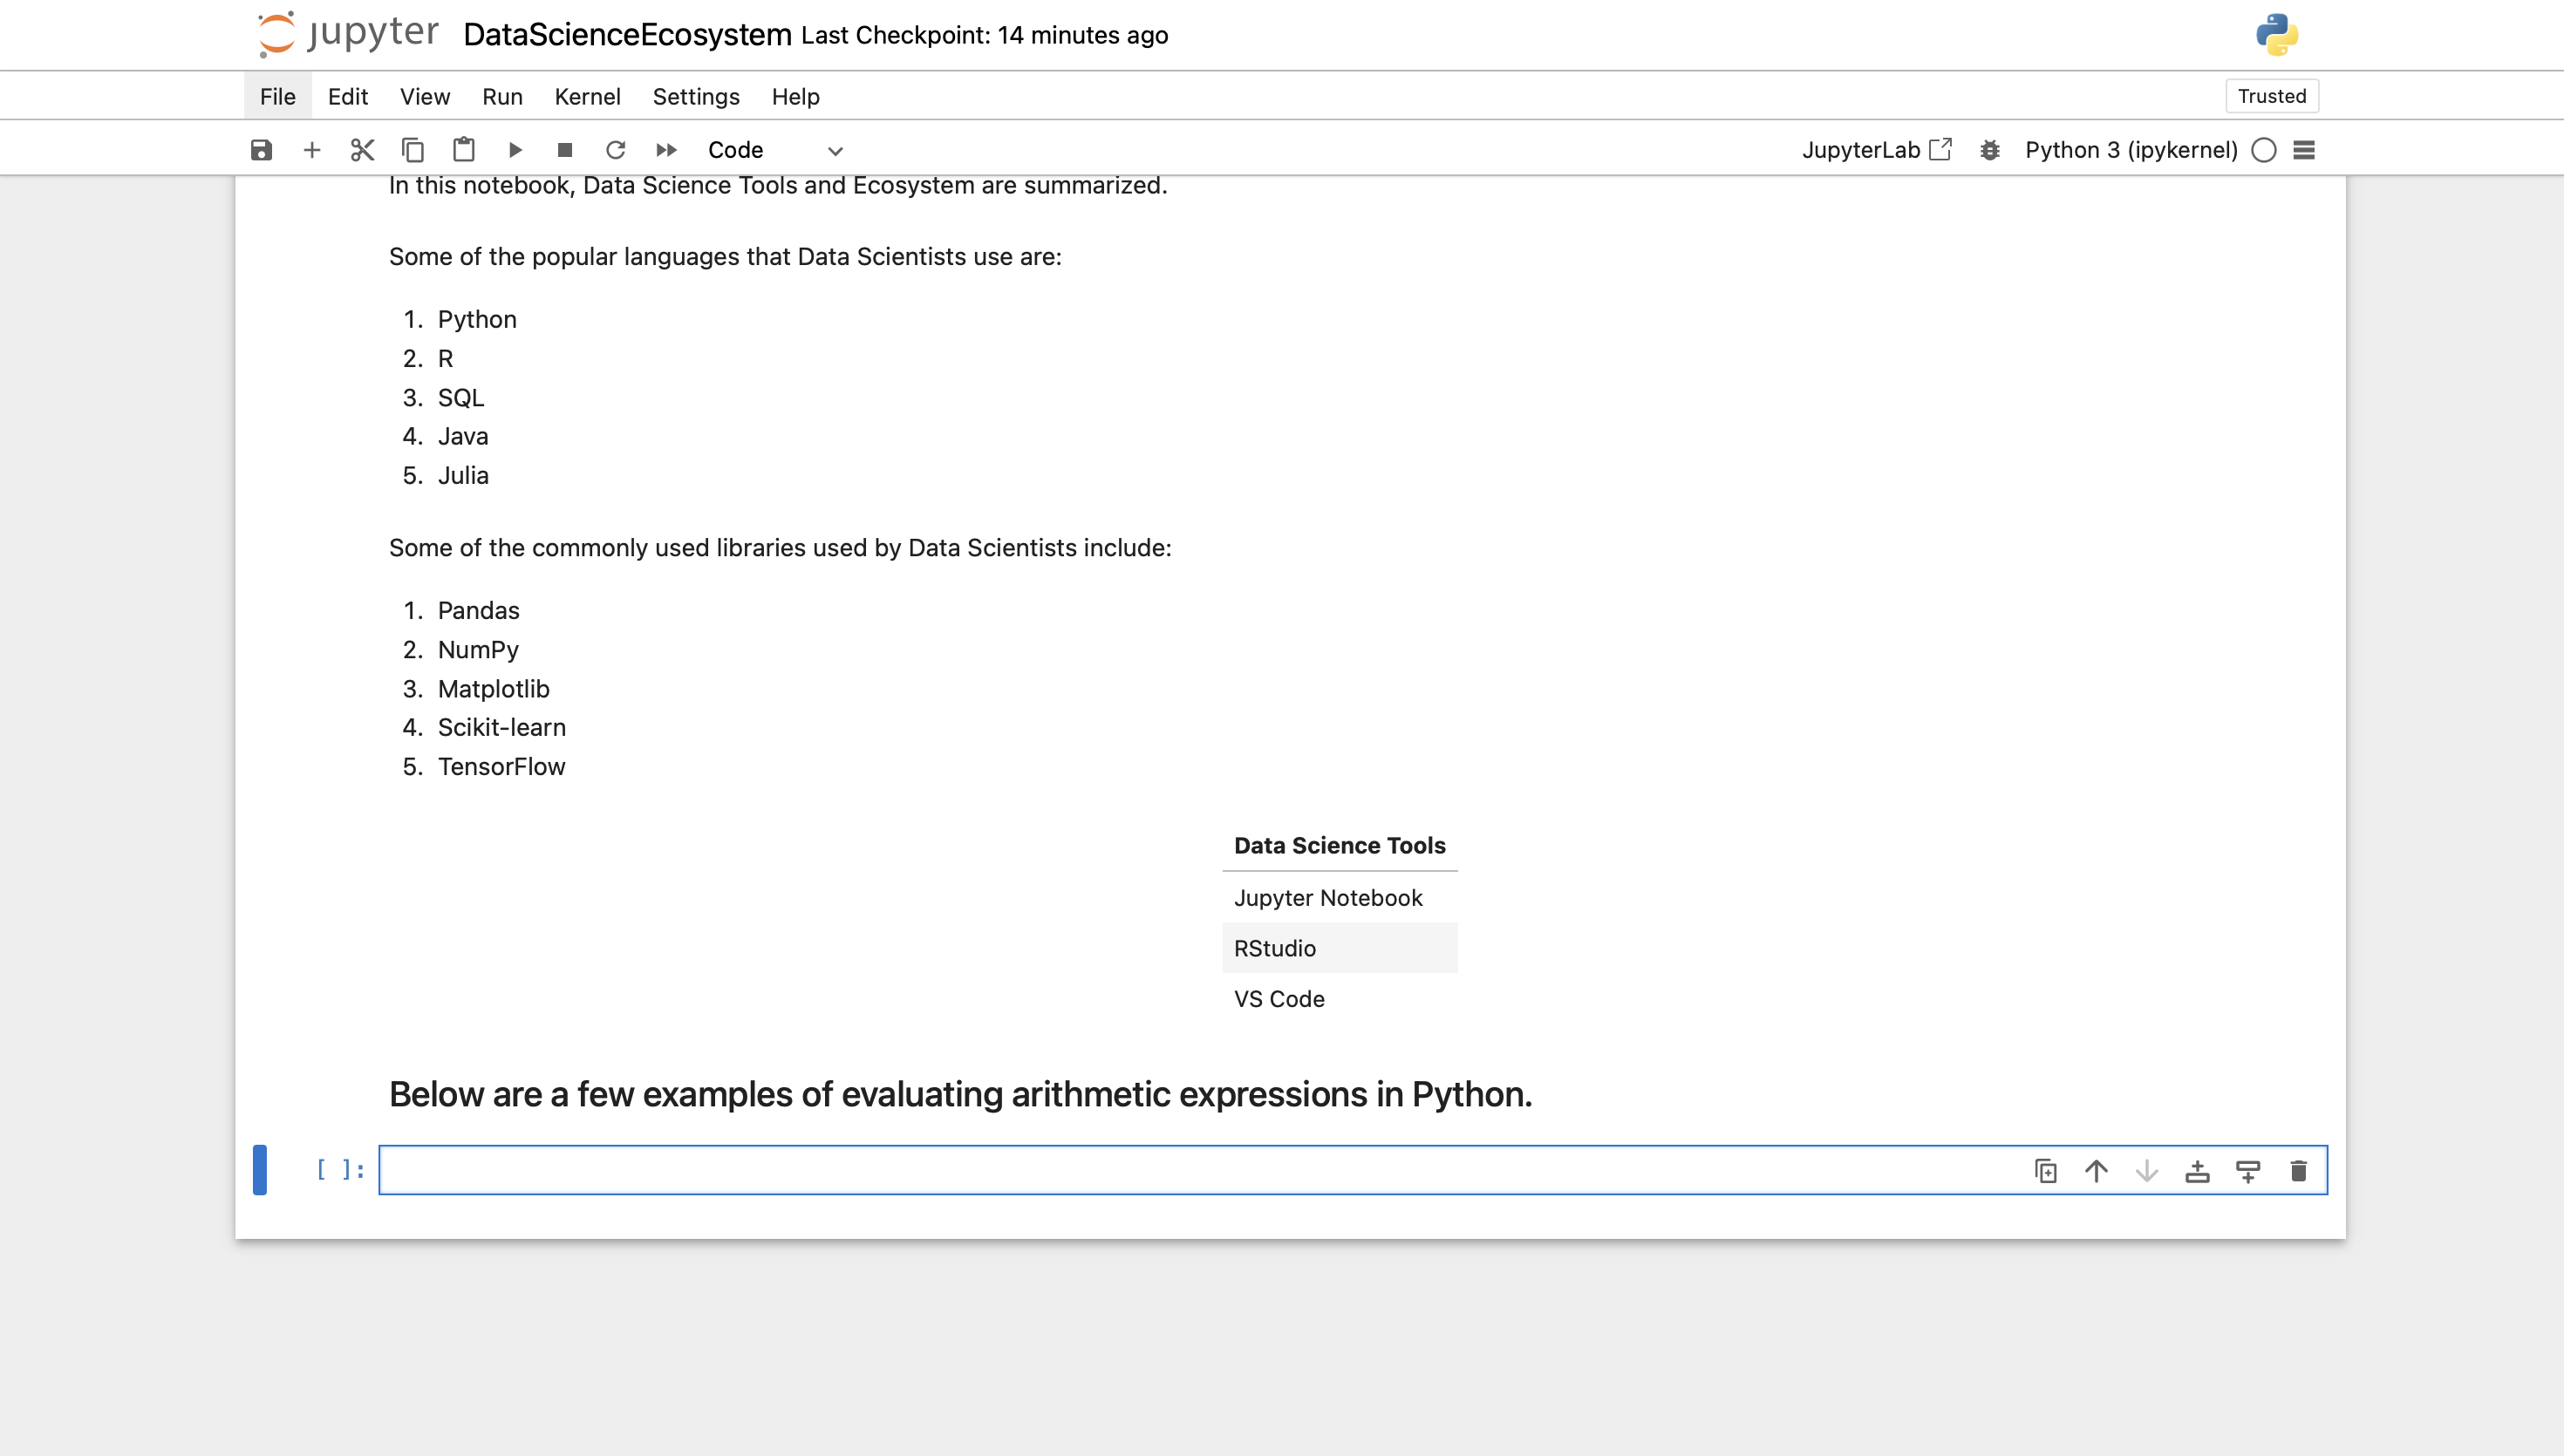 jupyter DataScienceEcosystem Last Checkpoint: 14 minutes ago
File Edit View Run Kernel Settings Help Trusted
Code JupyterLab Python 3 (ipykernel)
In this notebook, Data Science Tools and Ecosystem are summarized.
Some of the popular languages that Data Scientists use are:
1. Python
2. R
3. SQL
4. Java
5. Julia
Some of the commonly used libraries used by Data Scientists include:
1. Pandas
2. NumPy
3. Matplotlib
4. Scikit-learn
5. TensorFlow
Data Science Tools
Jupyter Notebook
RStudio
VS Code
Below are a few examples of evaluating arithmetic expressions in Python.
[ ]: